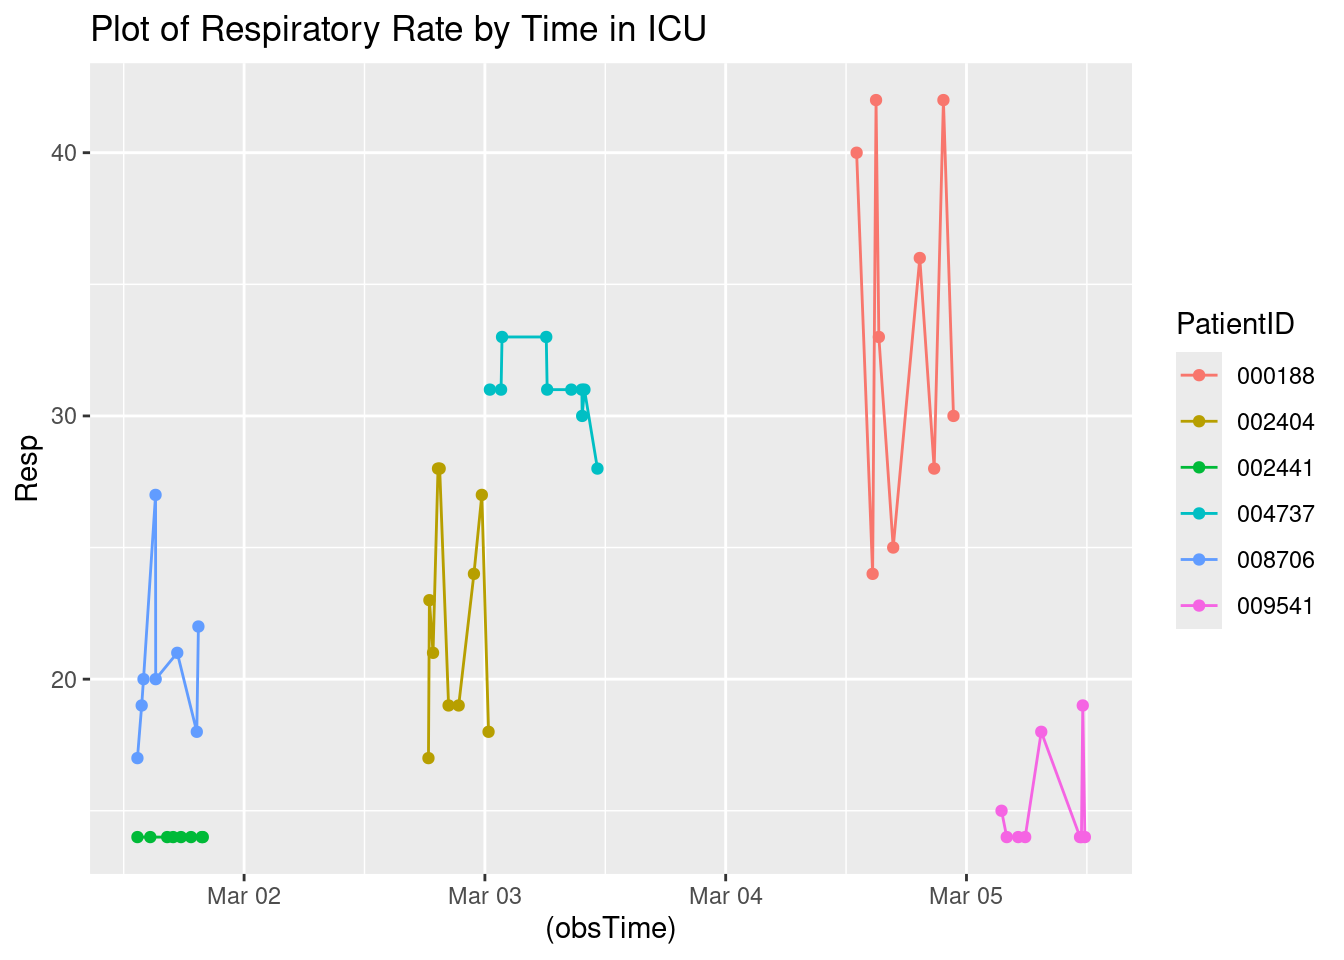 Plot of Respiratory Rate by Time in ICU
40
30
20
Resp
Mar 02
Mar 03
Mar 04
Mar 05
(obsTime)
PatientID
000188
002404
002441
004737
008706
009541